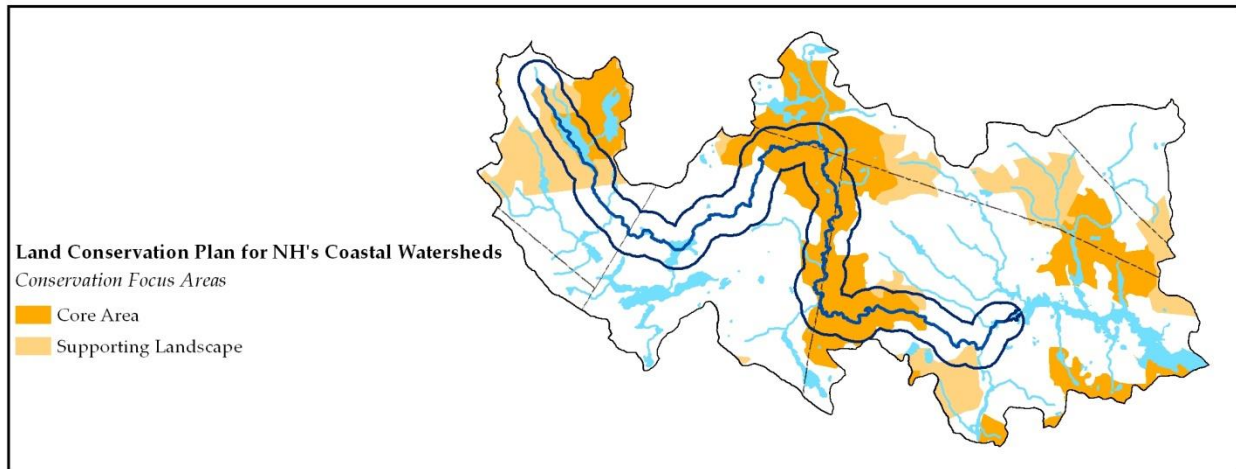 Land Conservation Plan for NH's Coastal Watersheds
Conservation Focus Areas
Core Area
Supporting Landscape